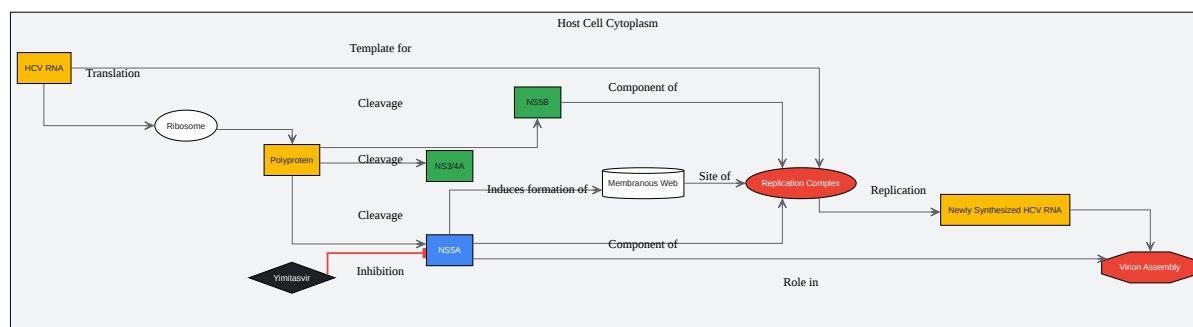 Host Cell Cytoplasm
Template for
HCV RNA
Translation
Cleavage
Component of
NS5B
Ribosome
Cleavage
Polyprotein
NS3/4A
Induces formation of
Membranous Web
Site of
Replication Complex
Replication
Newly Synthesized HCV RNA
Cleavage
NS5A
Component of
Yimitasvir
Inhibition
Role in
Virion Assembly